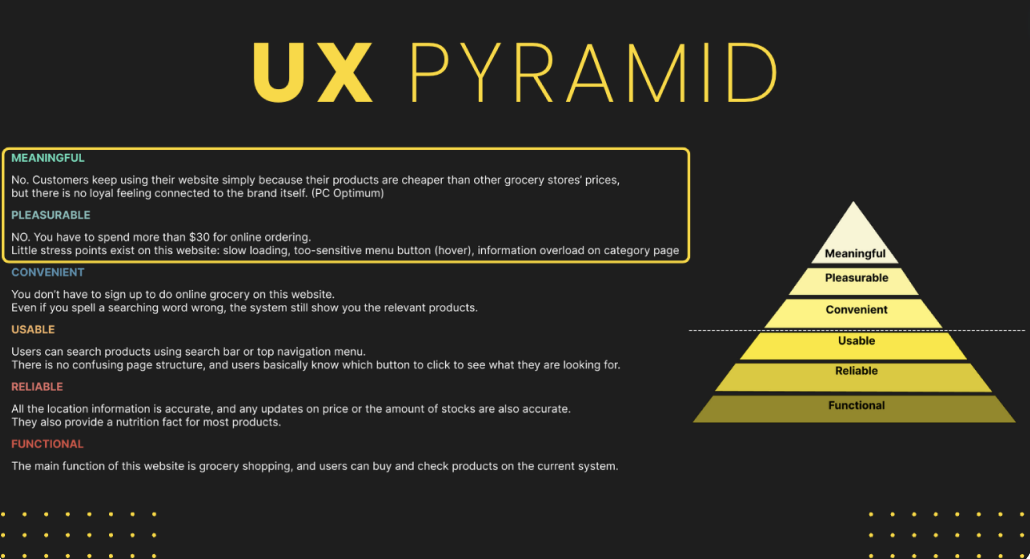 UX PYRAMID
MEANINGFUL
No. Customers keep using their website simply because their products are cheaper than other grocery stores' prices,
but there is no loyal feeling connected to the brand itself. (PC Optimum)
PLEASURABLE
NO. You have to spend more than $30 for online ordering.
Little stress points exist on this website: slow loading, too-sensitive menu button (hover), information overload on category page
CONVENIENT
You don't have to sign up to do online grocery on this website.
Even if you spell a searching word wrong, the system still show you the relevant products.
USABLE
Users can search products using search bar or top navigation menu.
There is no confusing page structure, and users basically know which button to click to see what they are looking for.
RELIABLE
All the location information is accurate, and any updates on price or the amount of stocks are also accurate.
They also provide a nutrition fact for most products.
FUNCTIONAL
The main function of this website is grocery shopping, and users can buy and check products on the current system.
Meaningful
Pleasurable
Convenient
Usable
Reliable
Functional